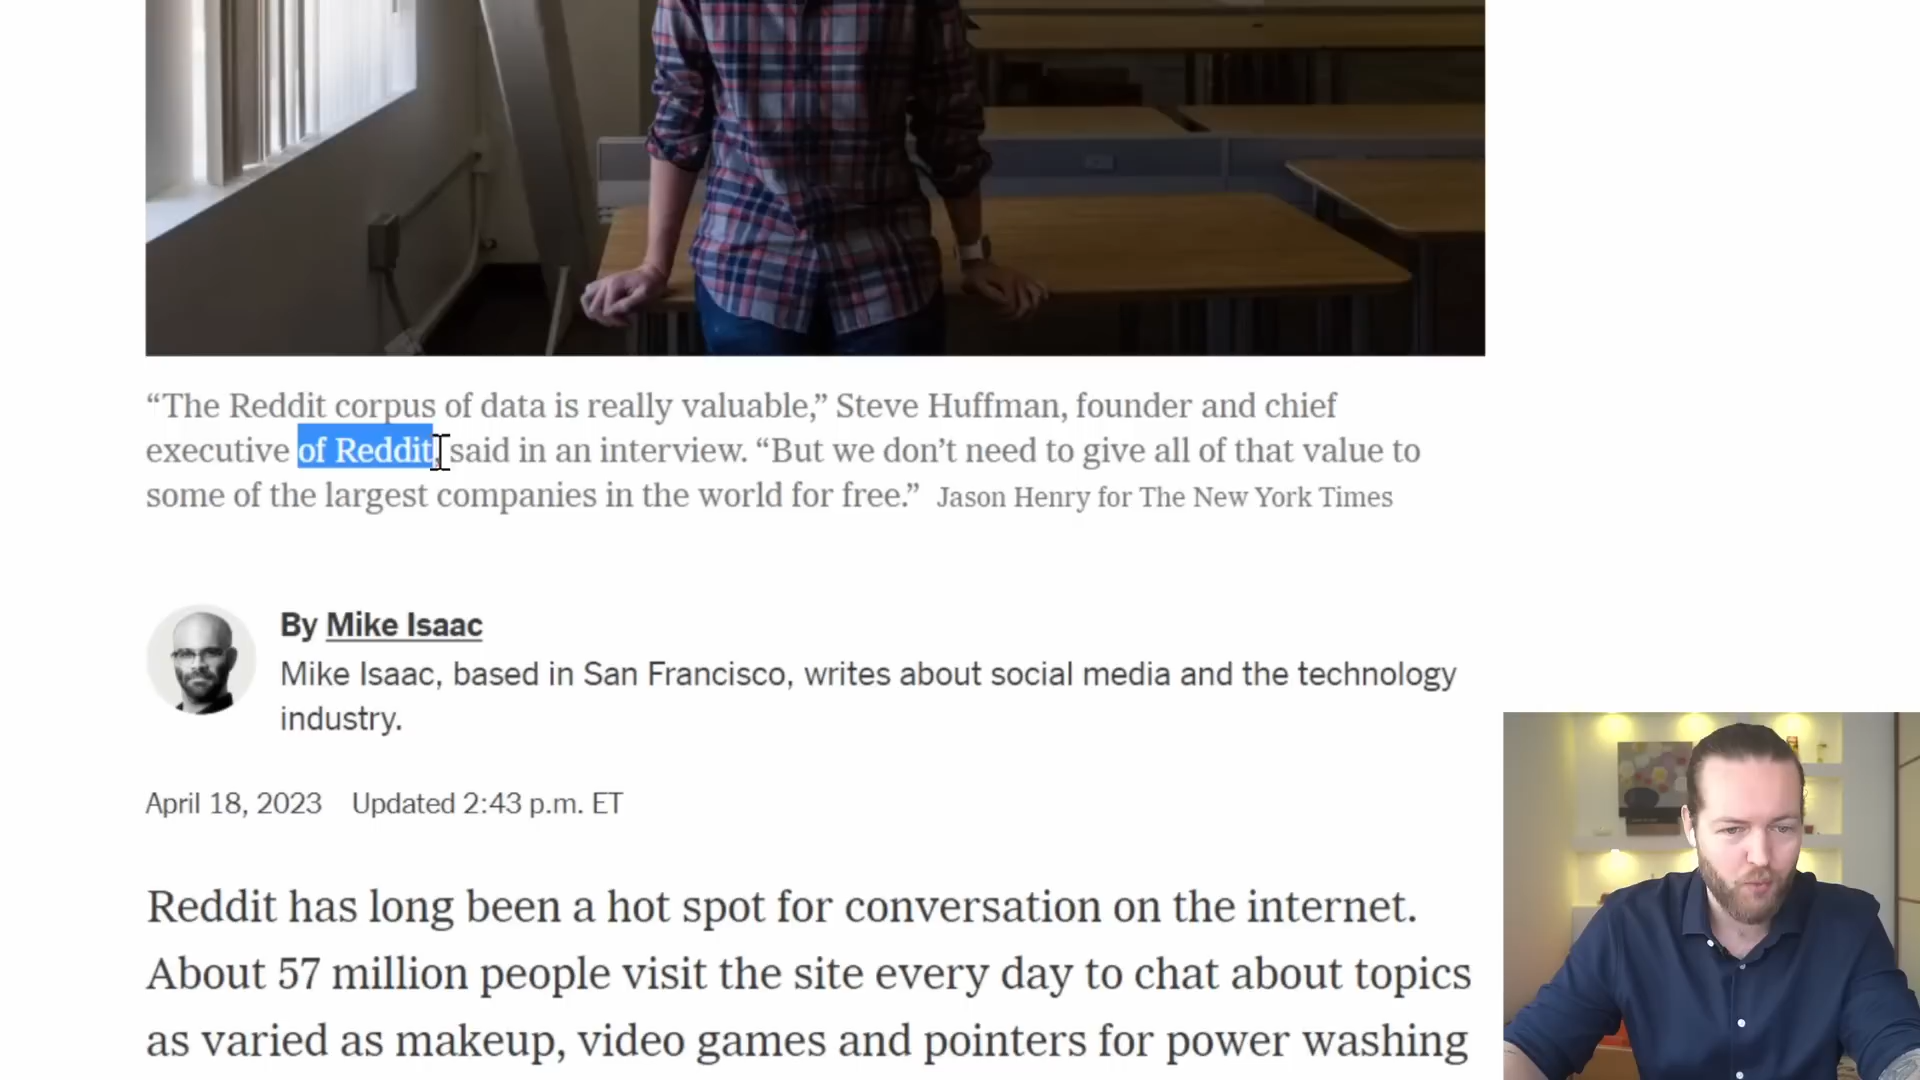 “The Reddit corpus of data is really valuable,” Steve Huffman, founder and chief
executive of Reddit, said in an interview. “But we don’t need to give all of that value to
some of the largest companies in the world for free.” Jason Henry for The New York Times
By Mike Isaac
Mike Isaac, based in San Francisco, writes about social media and the technology
industry.
April 18, 2023 Updated 2:43 p.m. ET
Reddit has long been a hot spot for conversation on the internet.
About 57 million people visit the site every day to chat about topics
as varied as makeup, video games and pointers for power washing